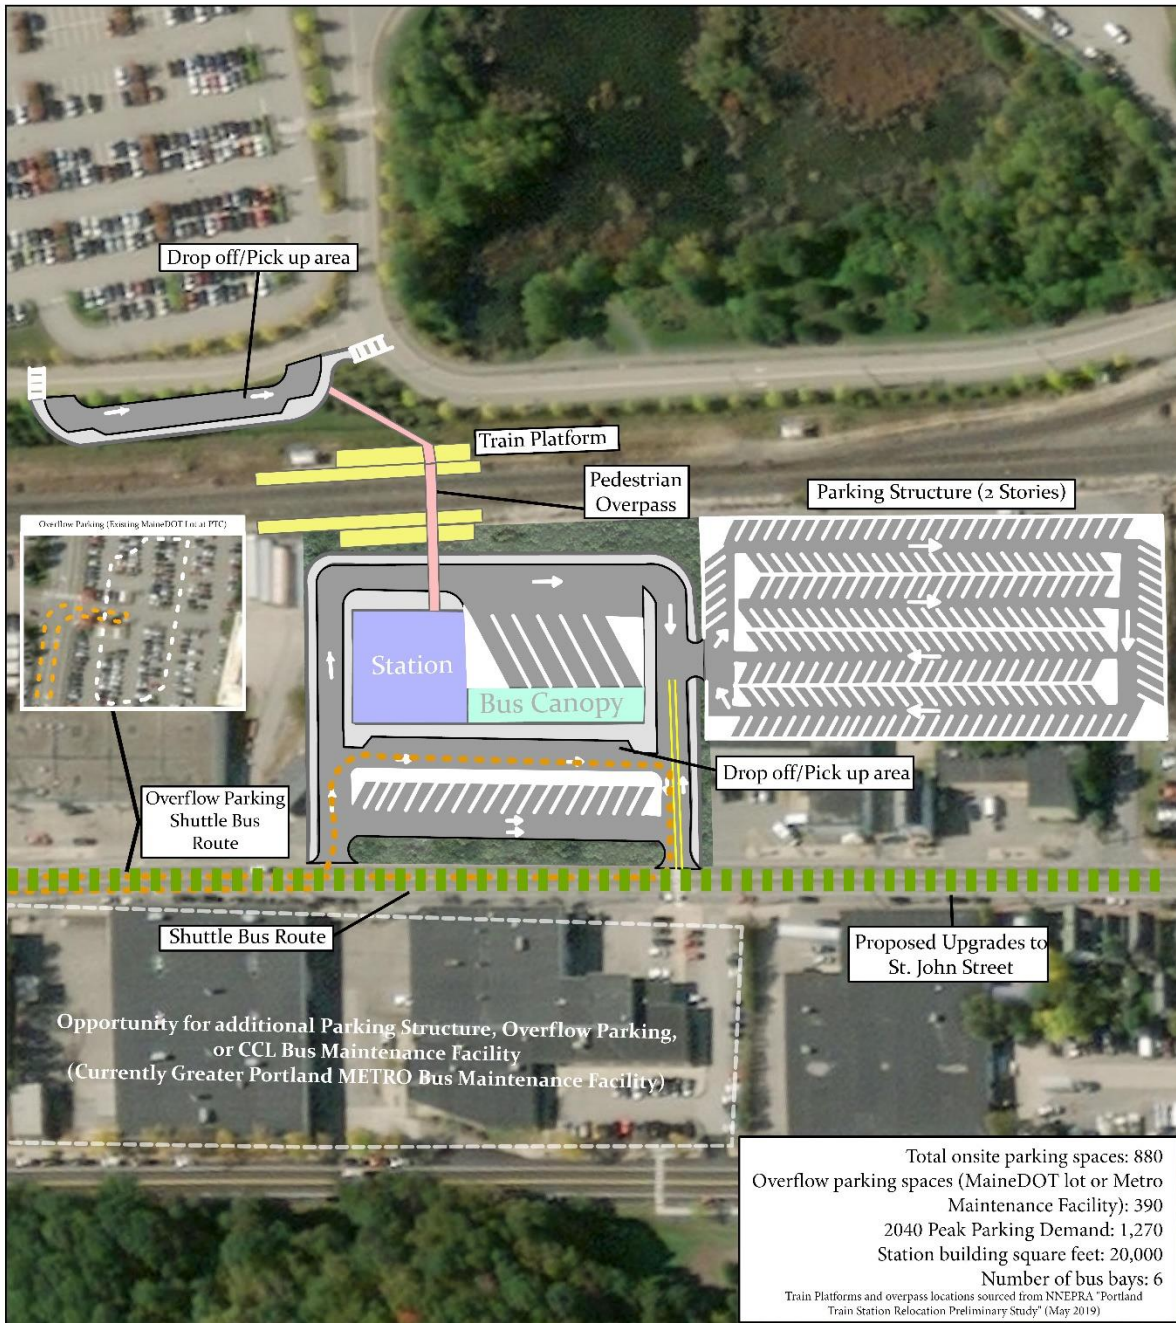 Drop off/Pick up area
Train Platform
Pedestrian
Overpass
Parking Structure (2 Stories)
Overflow Parking (Existing MaineDOT Lot at PTC)
Station
Bus Canopy
Drop off/Pick up area
Overflow Parking
Shuttle Bus
Route
Shuttle Bus Route
Proposed Upgrades to
St. John Street
Opportunity for additional Parking Structure, Overflow Parking,
or CCL Bus Maintenance Facility
(Currently Greater Portland METRO Bus Maintenance Facility)
Total onsite parking spaces: 880
Overflow parking spaces (MaineDOT lot or Metro
Maintenance Facility): 390
2040 Peak Parking Demand: 1,270
Station building square feet: 20,000
Number of bus bays: 6
Train Platforms and overpass locations sourced from NNEPRA "Portland
Train Station Relocation Preliminary Study" (May 2019)